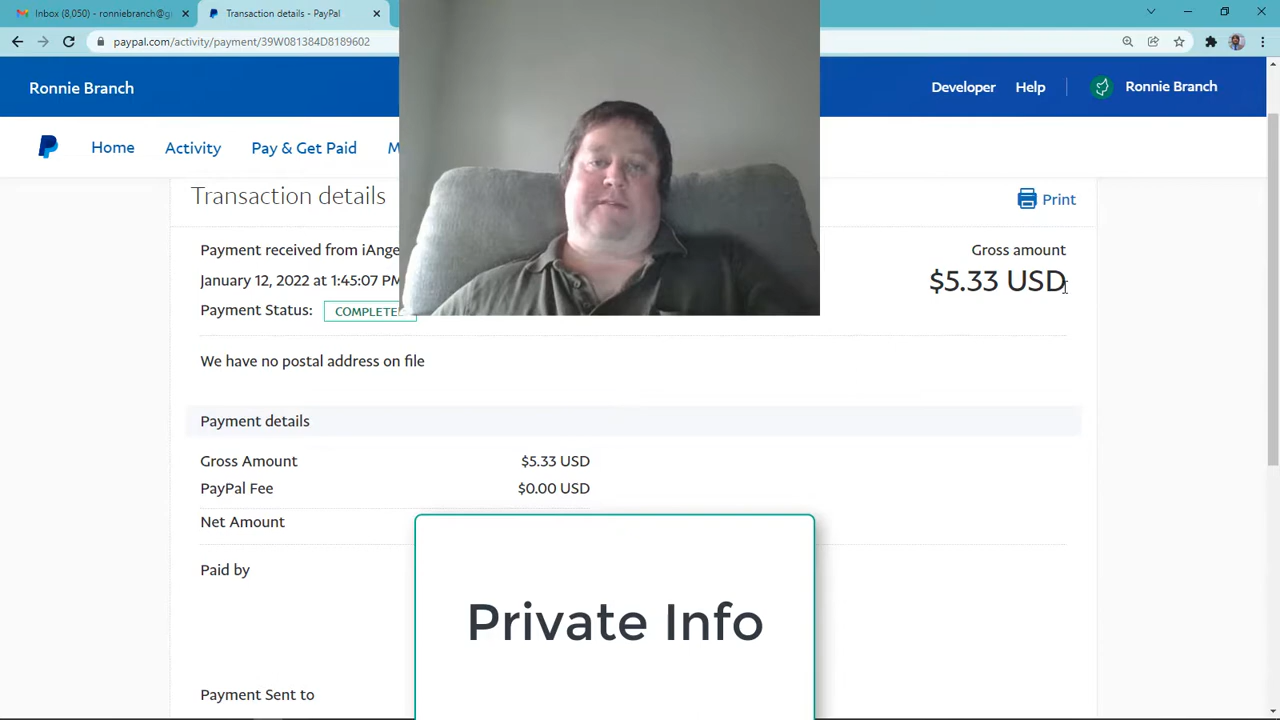 Inbox (8,050) - ronniebranch@g
Transaction details - PayPal
paypal.com/activity/payment/39W081384D8189602
Ronnie Branch
Developer
Help
Ronnie Branch
Home
Activity
Pay & Get Paid
M
Transaction details
Print
Payment received from iAnge
Gross amount
January 12, 2022 at 1:45:07 PM
$5.33 USD
Payment Status: COMPLETE
We have no postal address on file
Payment details
Gross Amount $5.33 USD
PayPal Fee $0.00 USD
Net Amount
Paid by
Private Info
Payment Sent to